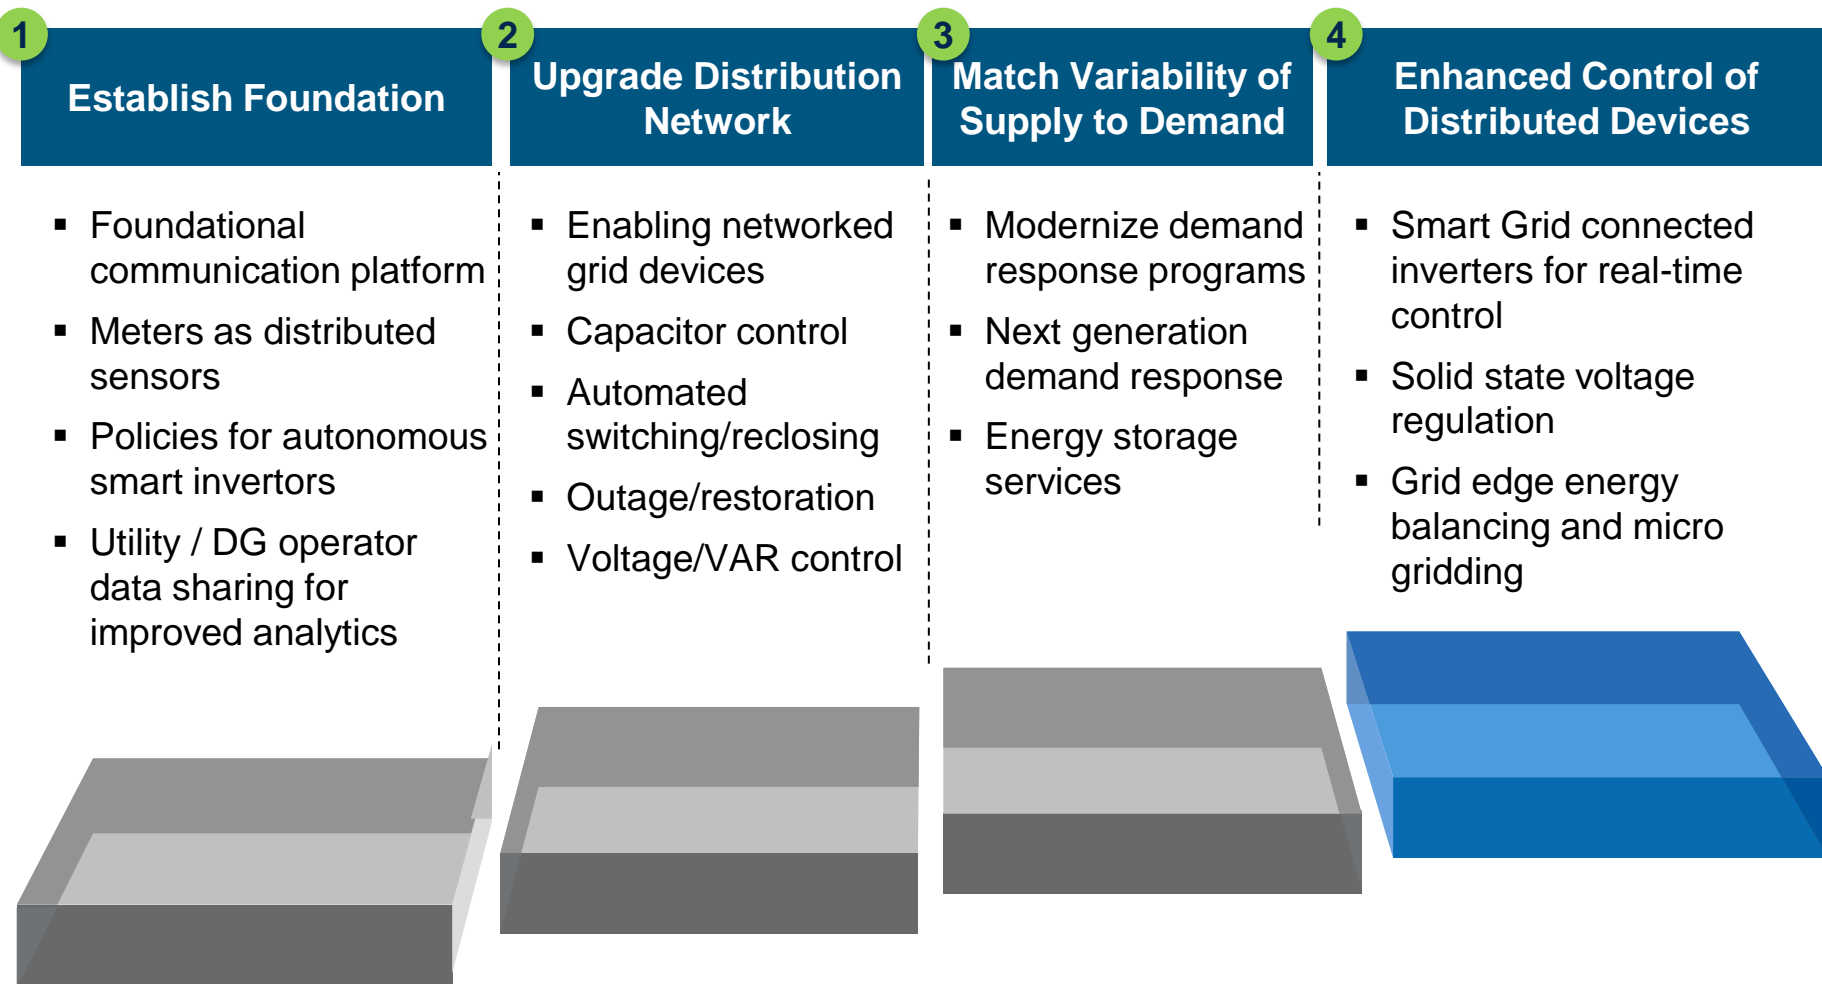 1
Establish Foundation
▪ Foundational
communication platform
▪ Meters as distributed
sensors
▪ Policies for autonomous
smart invertors
▪ Utility / DG operator
data sharing for
improved analytics
2
Upgrade Distribution
Network
▪ Enabling networked
grid devices
▪ Capacitor control
▪ Automated
switching/reclosing
▪ Outage/restoration
▪ Voltage/VAR control
3
Match Variability of
Supply to Demand
▪ Modernize demand
response programs
▪ Next generation
demand response
▪ Energy storage
services
4
Enhanced Control of
Distributed Devices
▪ Smart Grid connected
inverters for real-time
control
▪ Solid state voltage
regulation
▪ Grid edge energy
balancing and micro
gridding